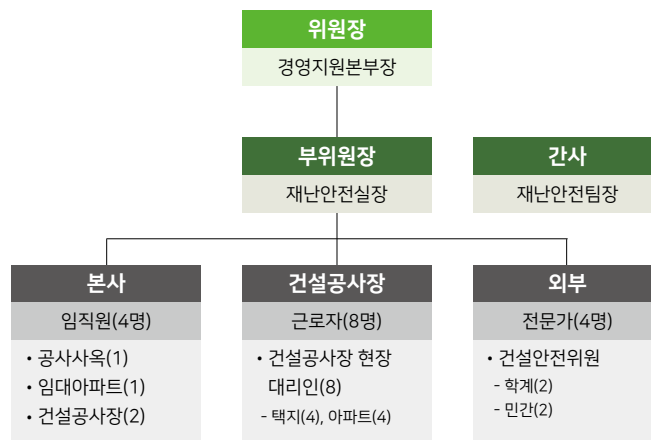 위원장
경영지원본부장
부위원장
재난안전실장
간사
재난안전팀장
본사
임직원(4명)
• 공사사옥(1)
• 임대아파트(1)
• 건설공사장(2)
건설공사장
근로자(8명)
• 건설공사장 현장
대리인(8)
- 택지(4), 아파트(4)
외부
전문가(4명)
• 건설안전위원
- 학계(2)
- 민간(2)